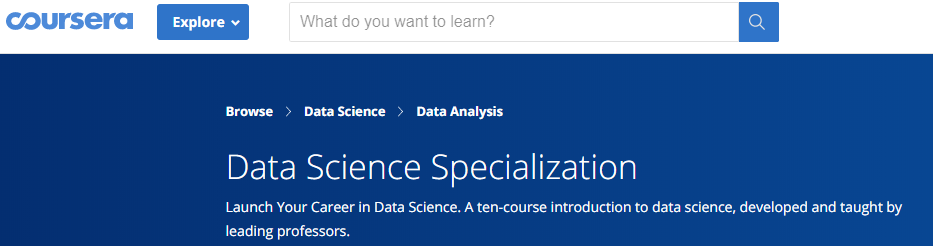 coursera
Explore
What do you want to learn?
Browse > Data Science > Data Analysis
Data Science Specialization
Launch Your Career in Data Science. A ten-course introduction to data science, developed and taught by
leading professors.